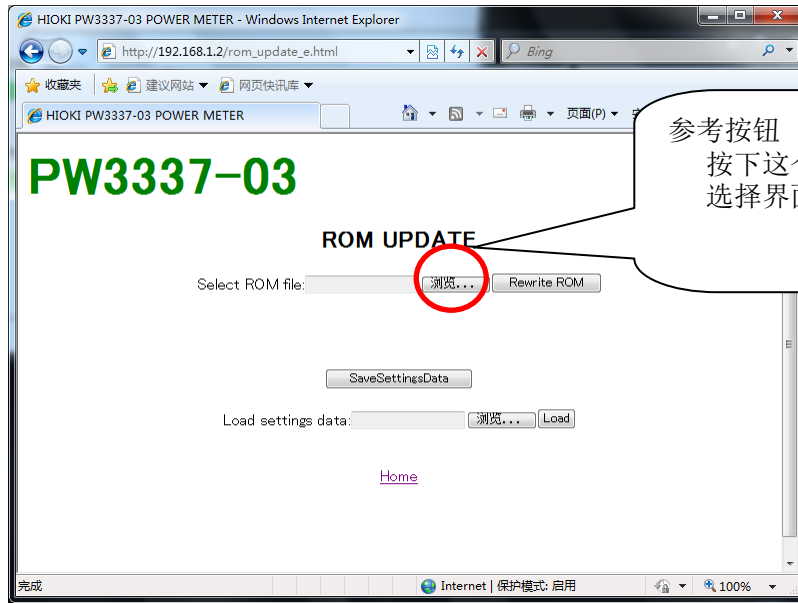 HIOKI PW3337-03 POWER METER - Windows Internet Explorer
http://192.168.1.2/rom_update_e.html
Bing
收藏夹 建议网站 网页快讯库
HIOKI PW3337-03 POWER METER
页面(P)
参考按钮
按下这
选择界
PW3337-03
ROM UPDATE
Select ROM file: 浏览... Rewrite ROM
SaveSettingsData
Load settings data: 浏览... Load
Home
完成 Internet | 保护模式: 启用 100%